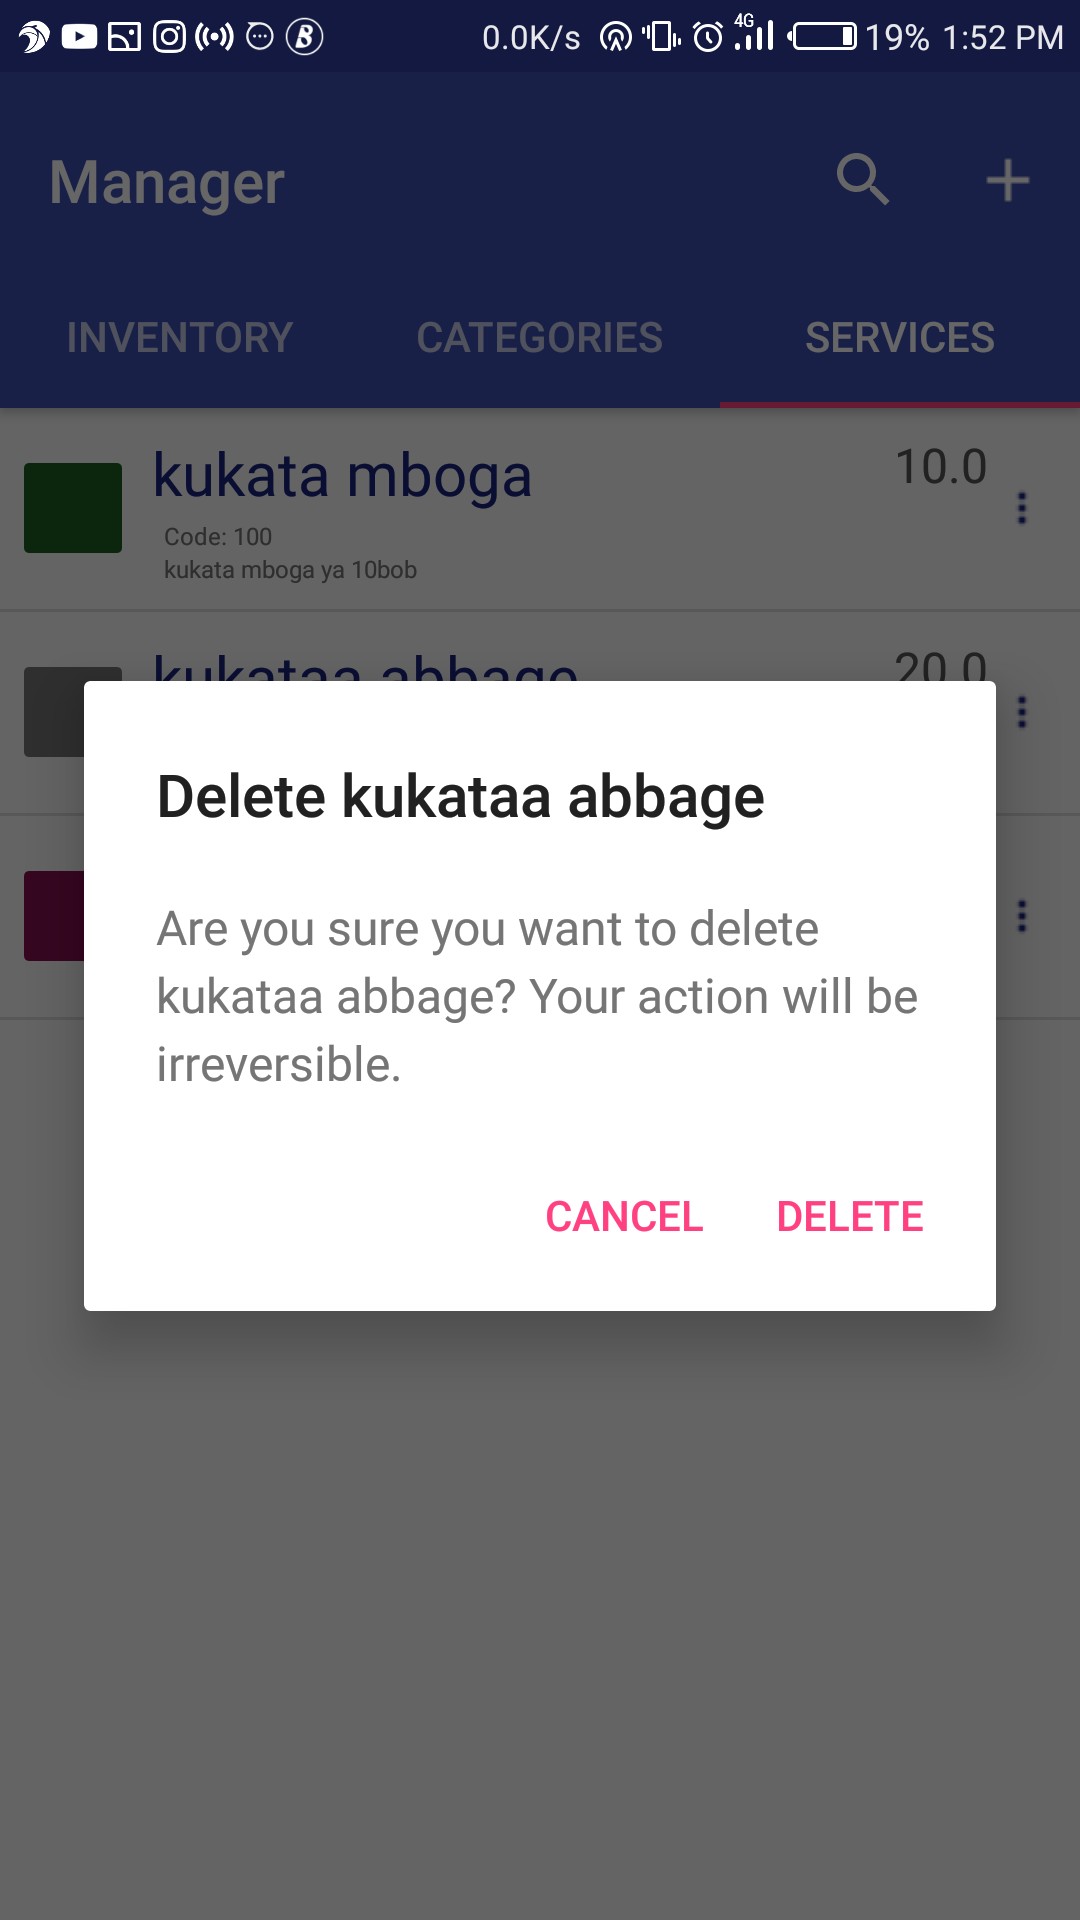 0.0K/s 4G 19% 1:52 PM
Manager
INVENTORY CATEGORIES SERVICES
kukata mboga 10.0
Code: 100
kukata mboga ya 10bob
kukataa abbage 20.0
Delete kukataa abbage
Are you sure you want to delete
kukataa abbage? Your action will be
irreversible.
CANCEL DELETE